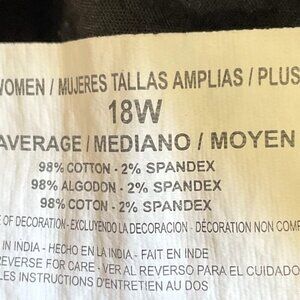 WOMEN / MUJERES TALLAS AMPLIAS / PLUS
18W
AVERAGE / MEDIANO / MOYEN
98% COTTON - 2% SPANDEX
98% ALGODON - 2% SPANDEX
98% COTON - 2% SPANDEX
E OF DECORATION - EXCLUYENDO LA DECORACION - DÉCORATION NON COMP
IN INDIA - HECHO EN LA INDIA - FAIT EN INDE
REVERSE FOR CARE - VER AL REVERSO PARA EL CUIDADO
LES INSTRUCTIONS D'ENTRETIEN AU DOS